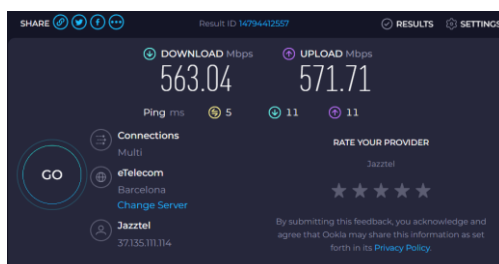 SHARE
Result ID 14794412557
RESULTS
SETTINGS
DOWNLOAD Mbps
UPLOAD Mbps
563.04
571.71
Ping ms 5 11 11
Connections
Multi
GO
eTelecom
Barcelona
Change Server
Jazztel
37.135.111.114
RATE YOUR PROVIDER
Jazztel
By submitting this feedback, you acknowledge and
agree that Ookla may share this information as set
forth in its Privacy Policy.